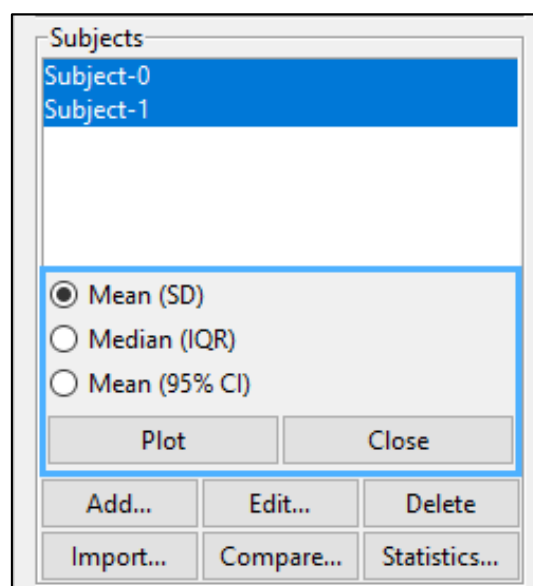 Subjects
Subject-0
Subject-1
Mean (SD)
Median (IQR)
Mean (95% CI)
Plot Close
Add... Edit... Delete
Import... Compare... Statistics...